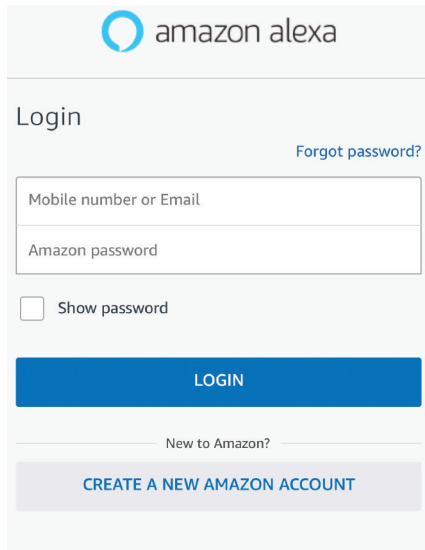 amazon alexa
Login
Forgot password?
Mobile number or Email
Amazon password
Show password
LOGIN
New to Amazon?
CREATE A NEW AMAZON ACCOUNT